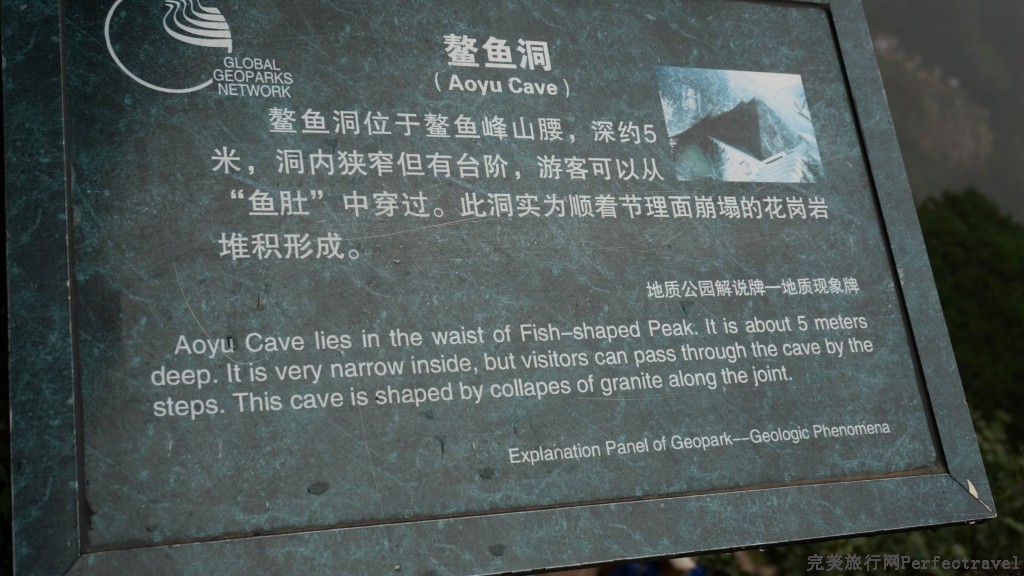 GLOBAL
GEOPARKS
NETWORK
鳌鱼洞
(Aoyu Cave)
鳌鱼洞位于鳌鱼峰山腰，深约5
米，洞内狭窄但有台阶，游客可以从
“鱼肚”中穿过。此洞实为顺着节理面崩塌的花岗岩
堆积形成。
地质公园解说牌—地质现象牌
Aoyu Cave lies in the waist of Fish-shaped Peak. It is about 5 meters
deep. It is very narrow inside, but visitors can pass through the cave by the
steps. This cave is shaped by collapes of granite along the joint.
Explanation Panel of Geopark—Geologic Phenomena
完美旅行网Perfectravel